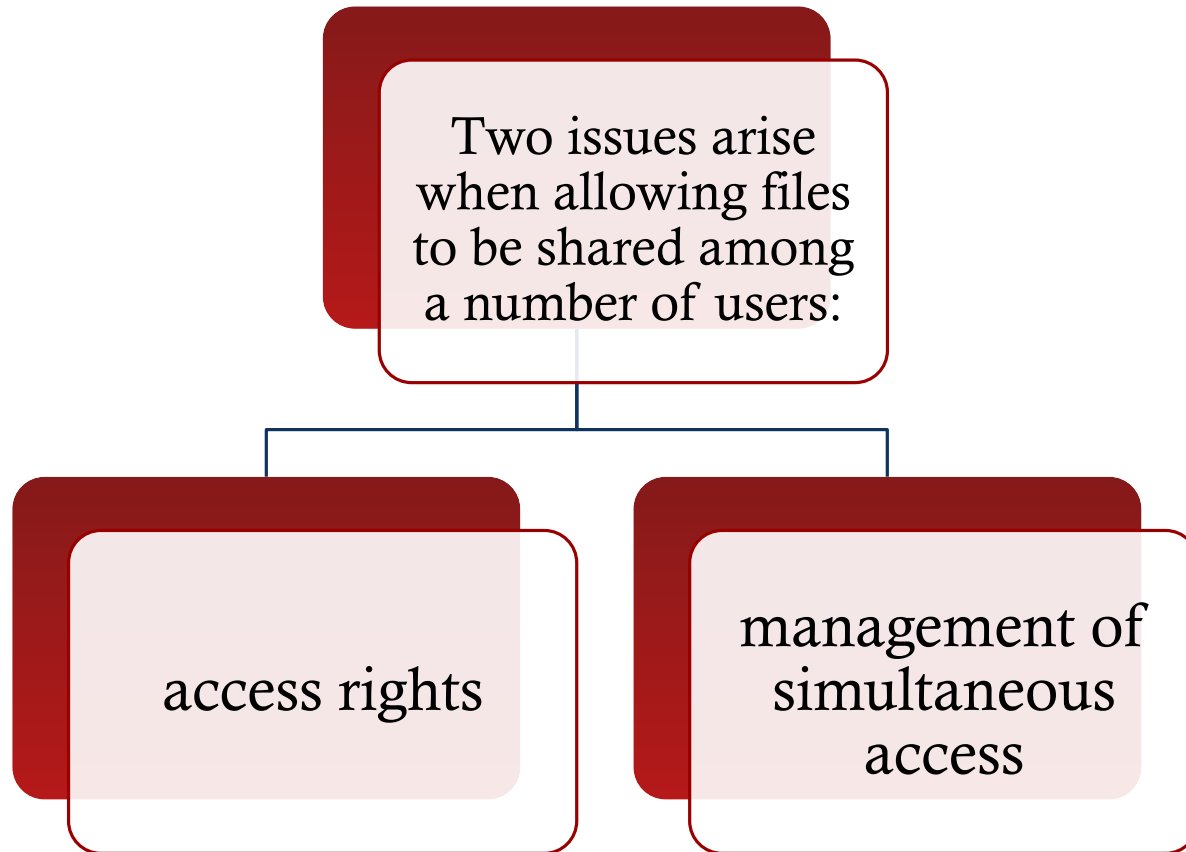 Two issues arise
when allowing files
to be shared among
a number of users:
access rights
management of
simultaneous
access